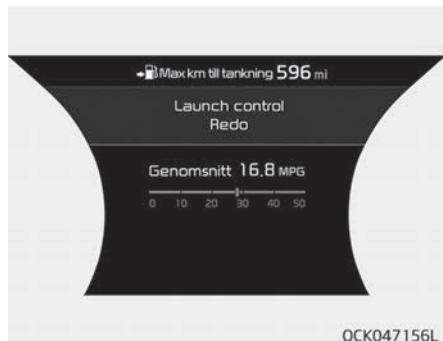 Max km till tankning 596 mi
Launch control
Redo
Genomsnitt 16.8 MPG
0 10 20 30 40 50
OCK047156L